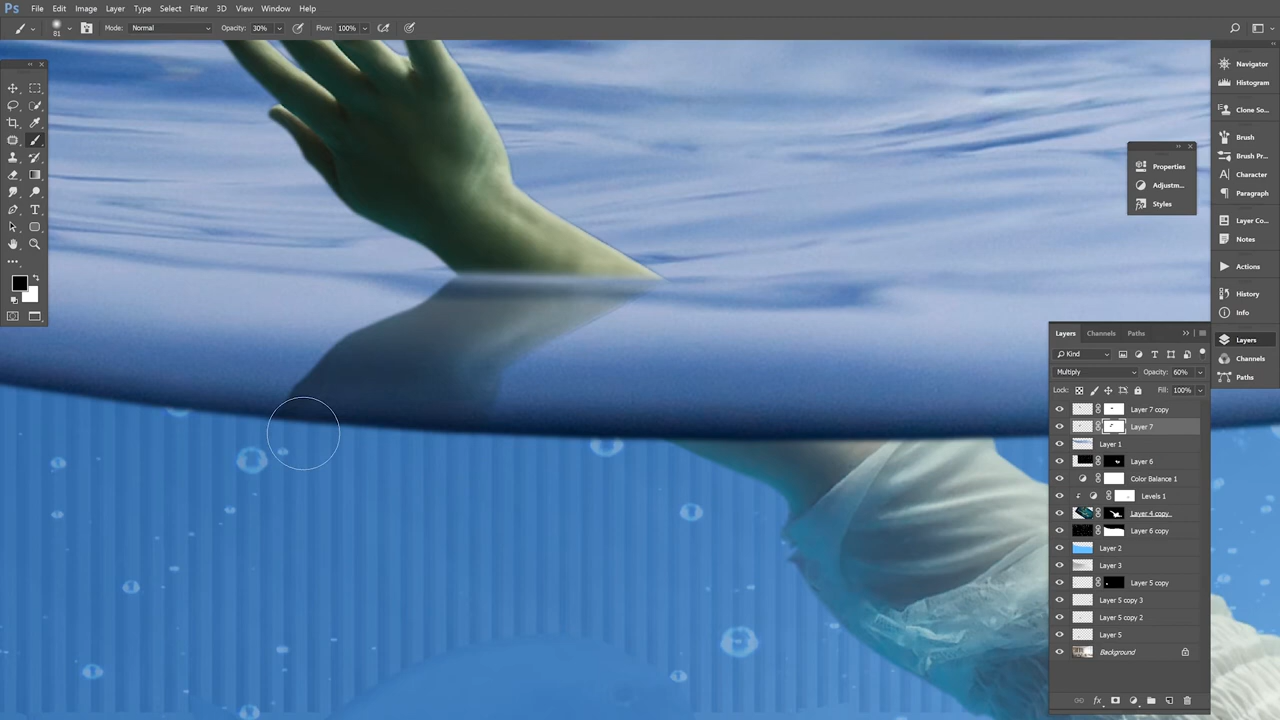 Ps File Edit Image Layer Type Select Filter 3D View Window Help
81 Mode: Normal Opacity: 30% Flow: 100%
Navigator
Histogram
Clone So...
Brush
Brush Pr...
Character
Paragraph
Layer Co...
Notes
Actions
History
Info
Layers
Channels
Paths
Properties
Adjustm...
Styles
Layers Channels Paths
Kind
Multiply Opacity: 60%
Lock: Fill: 100%
Layer 7 copy
Layer 7
Layer 1
Layer 6
Color Balance 1
Levels 1
Layer 4 copy
Layer 6 copy
Layer 2
Layer 3
Layer 5 copy
Layer 5 copy 3
Layer 5 copy 2
Layer 5
Background
fx